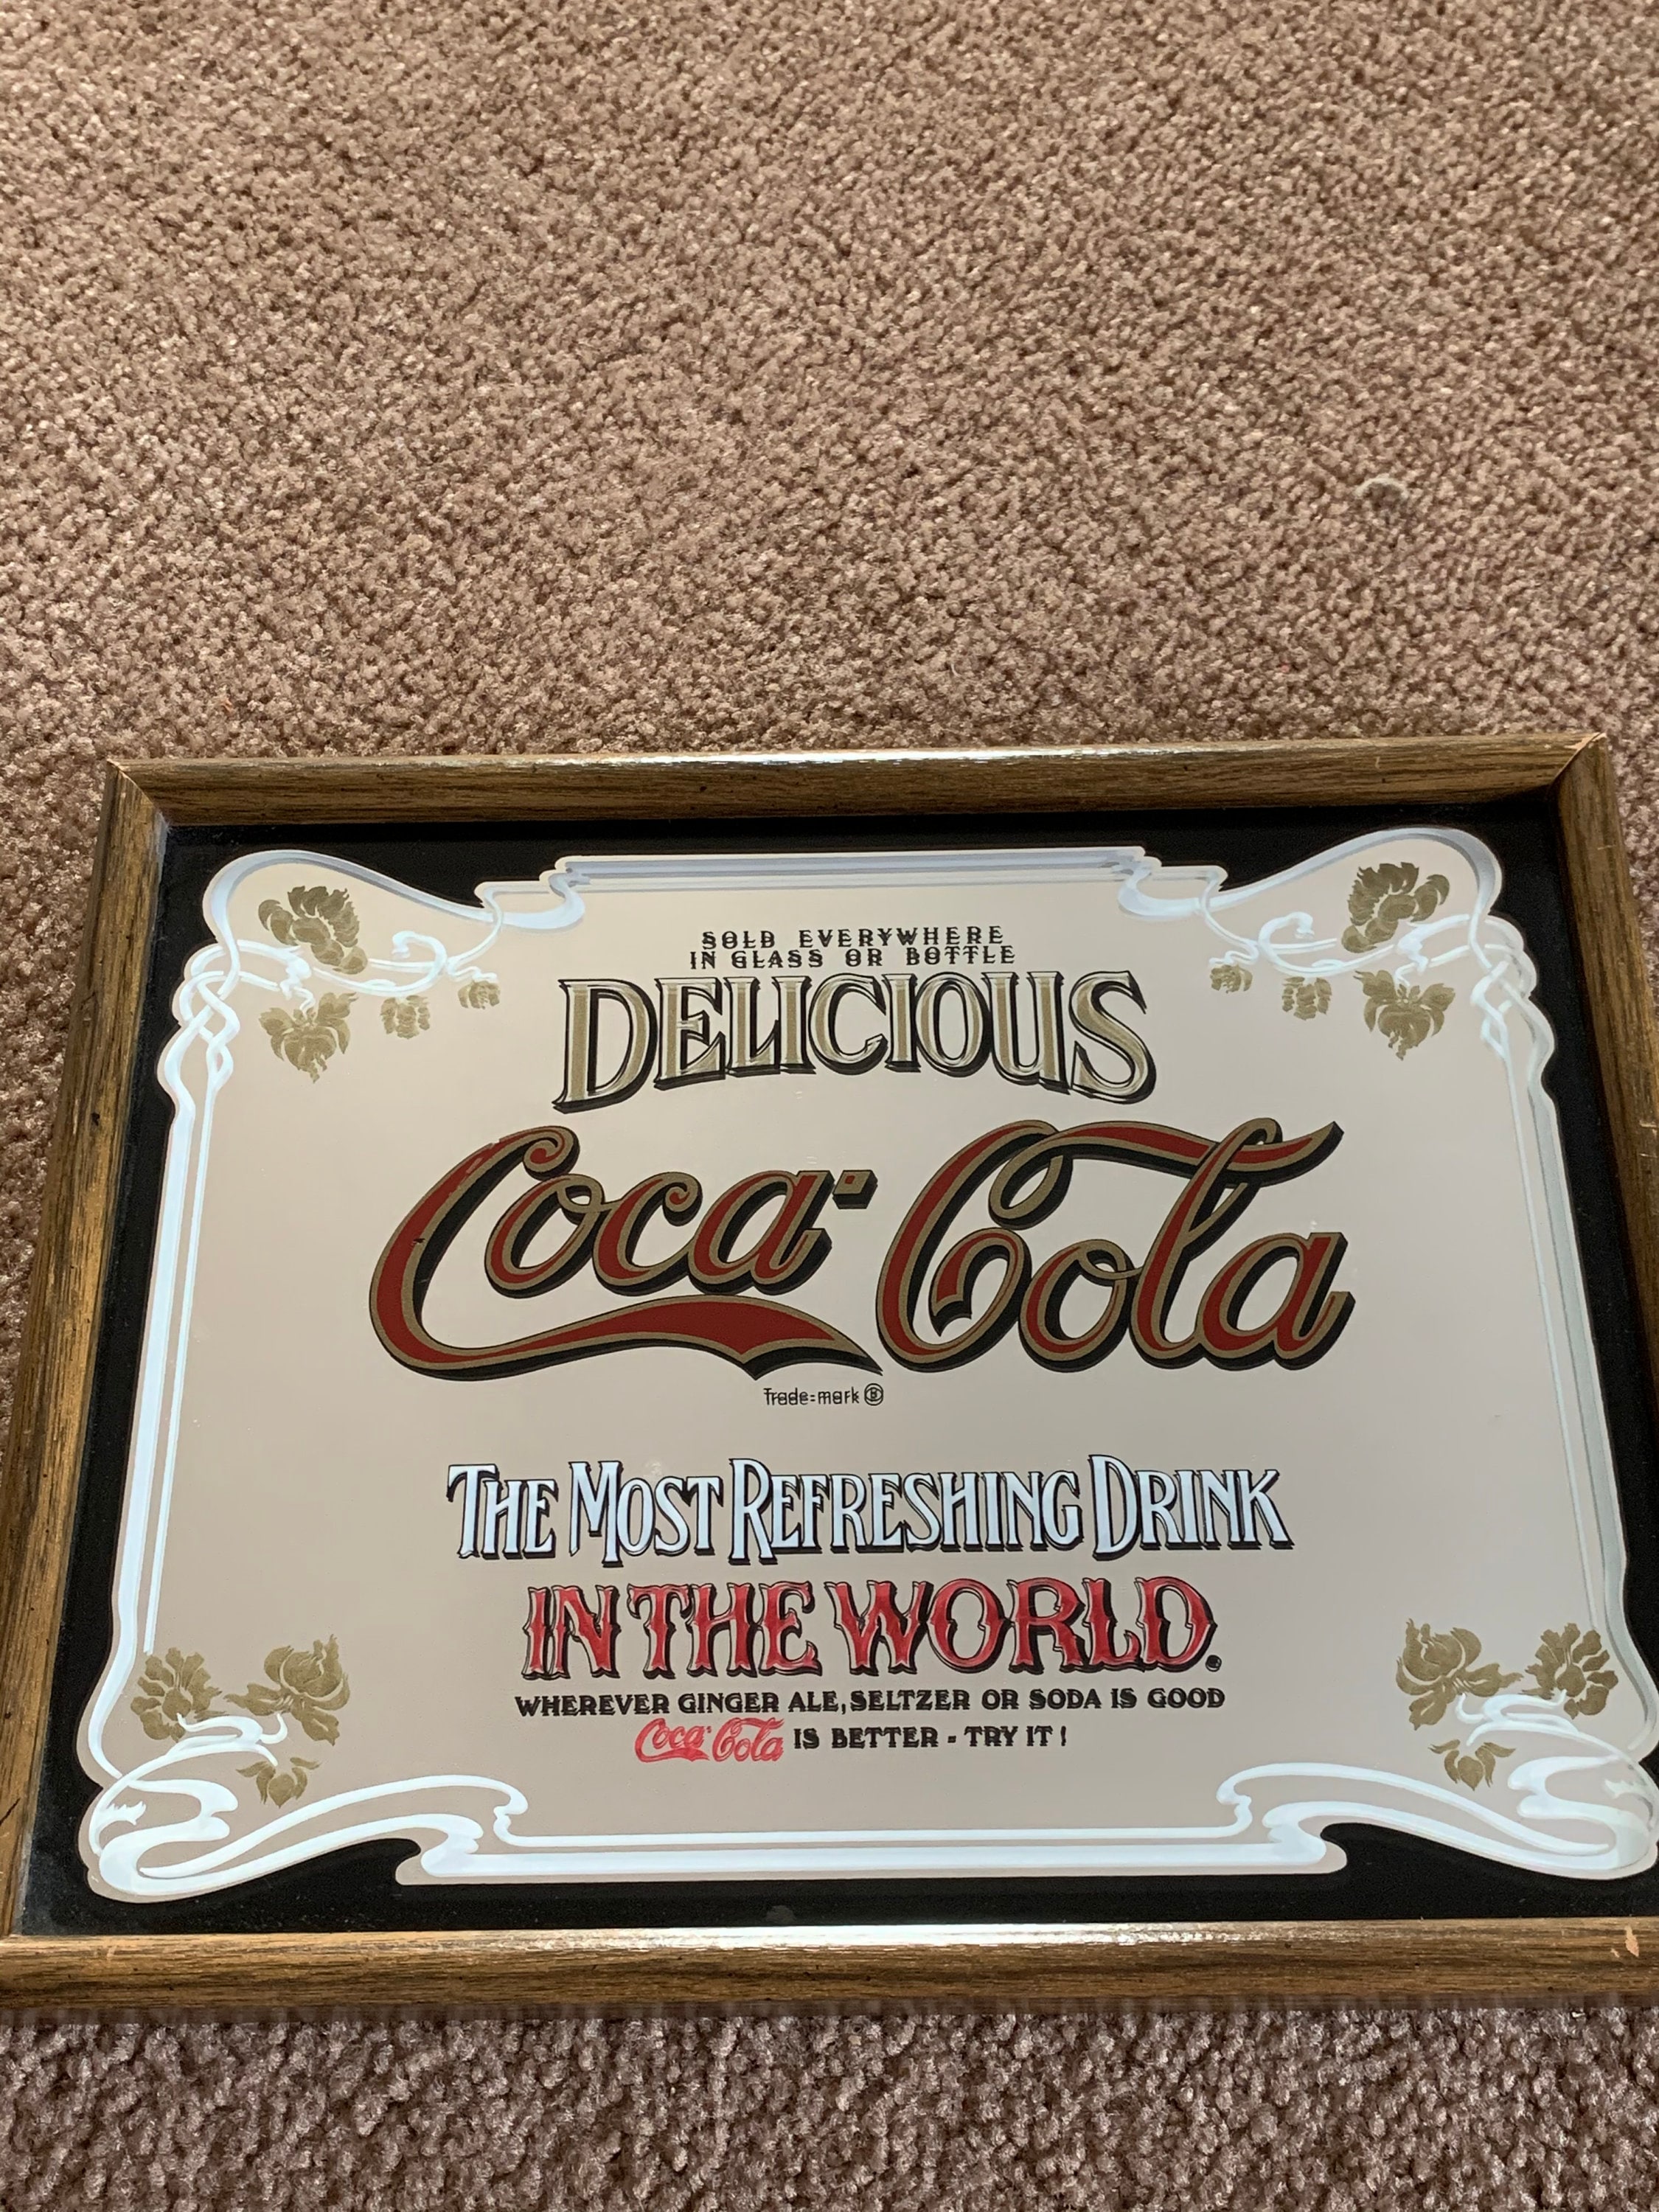 SOLD EVERYWHERE
IN GLASS OR BOTTLE
DELICIOUS
Coca-Cola
Trade-mark ®
THE MOST REFRESHING DRINK
IN THE WORLD.
WHEREVER GINGER ALE, SELTZER OR SODA IS GOOD
Coca-Cola IS BETTER - TRY IT !